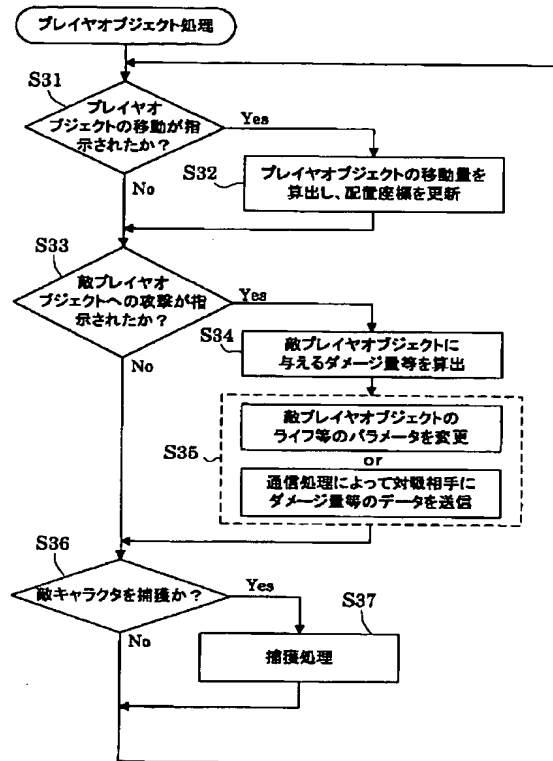 プレイヤオブジェクト処理
S31
プレイヤオ
ブジェクトの移動が指
示されたか？
Yes
No
S32
プレイヤオブジェクトの移動量を
算出し、配置座標を更新
S33
敵プレイヤオ
ブジェクトへの攻撃が指
示されたか？
Yes
No
S34
敵プレイヤオブジェクトに
与えるダメージ量等を算出
S35
敵プレイヤオブジェクトの
ライフ等のパラメータを変更
or
通信処理によって対戦相手に
ダメージ量等のデータを送信
S36
敵キャラクタを捕獲か？
Yes
No
S37
捕獲処理